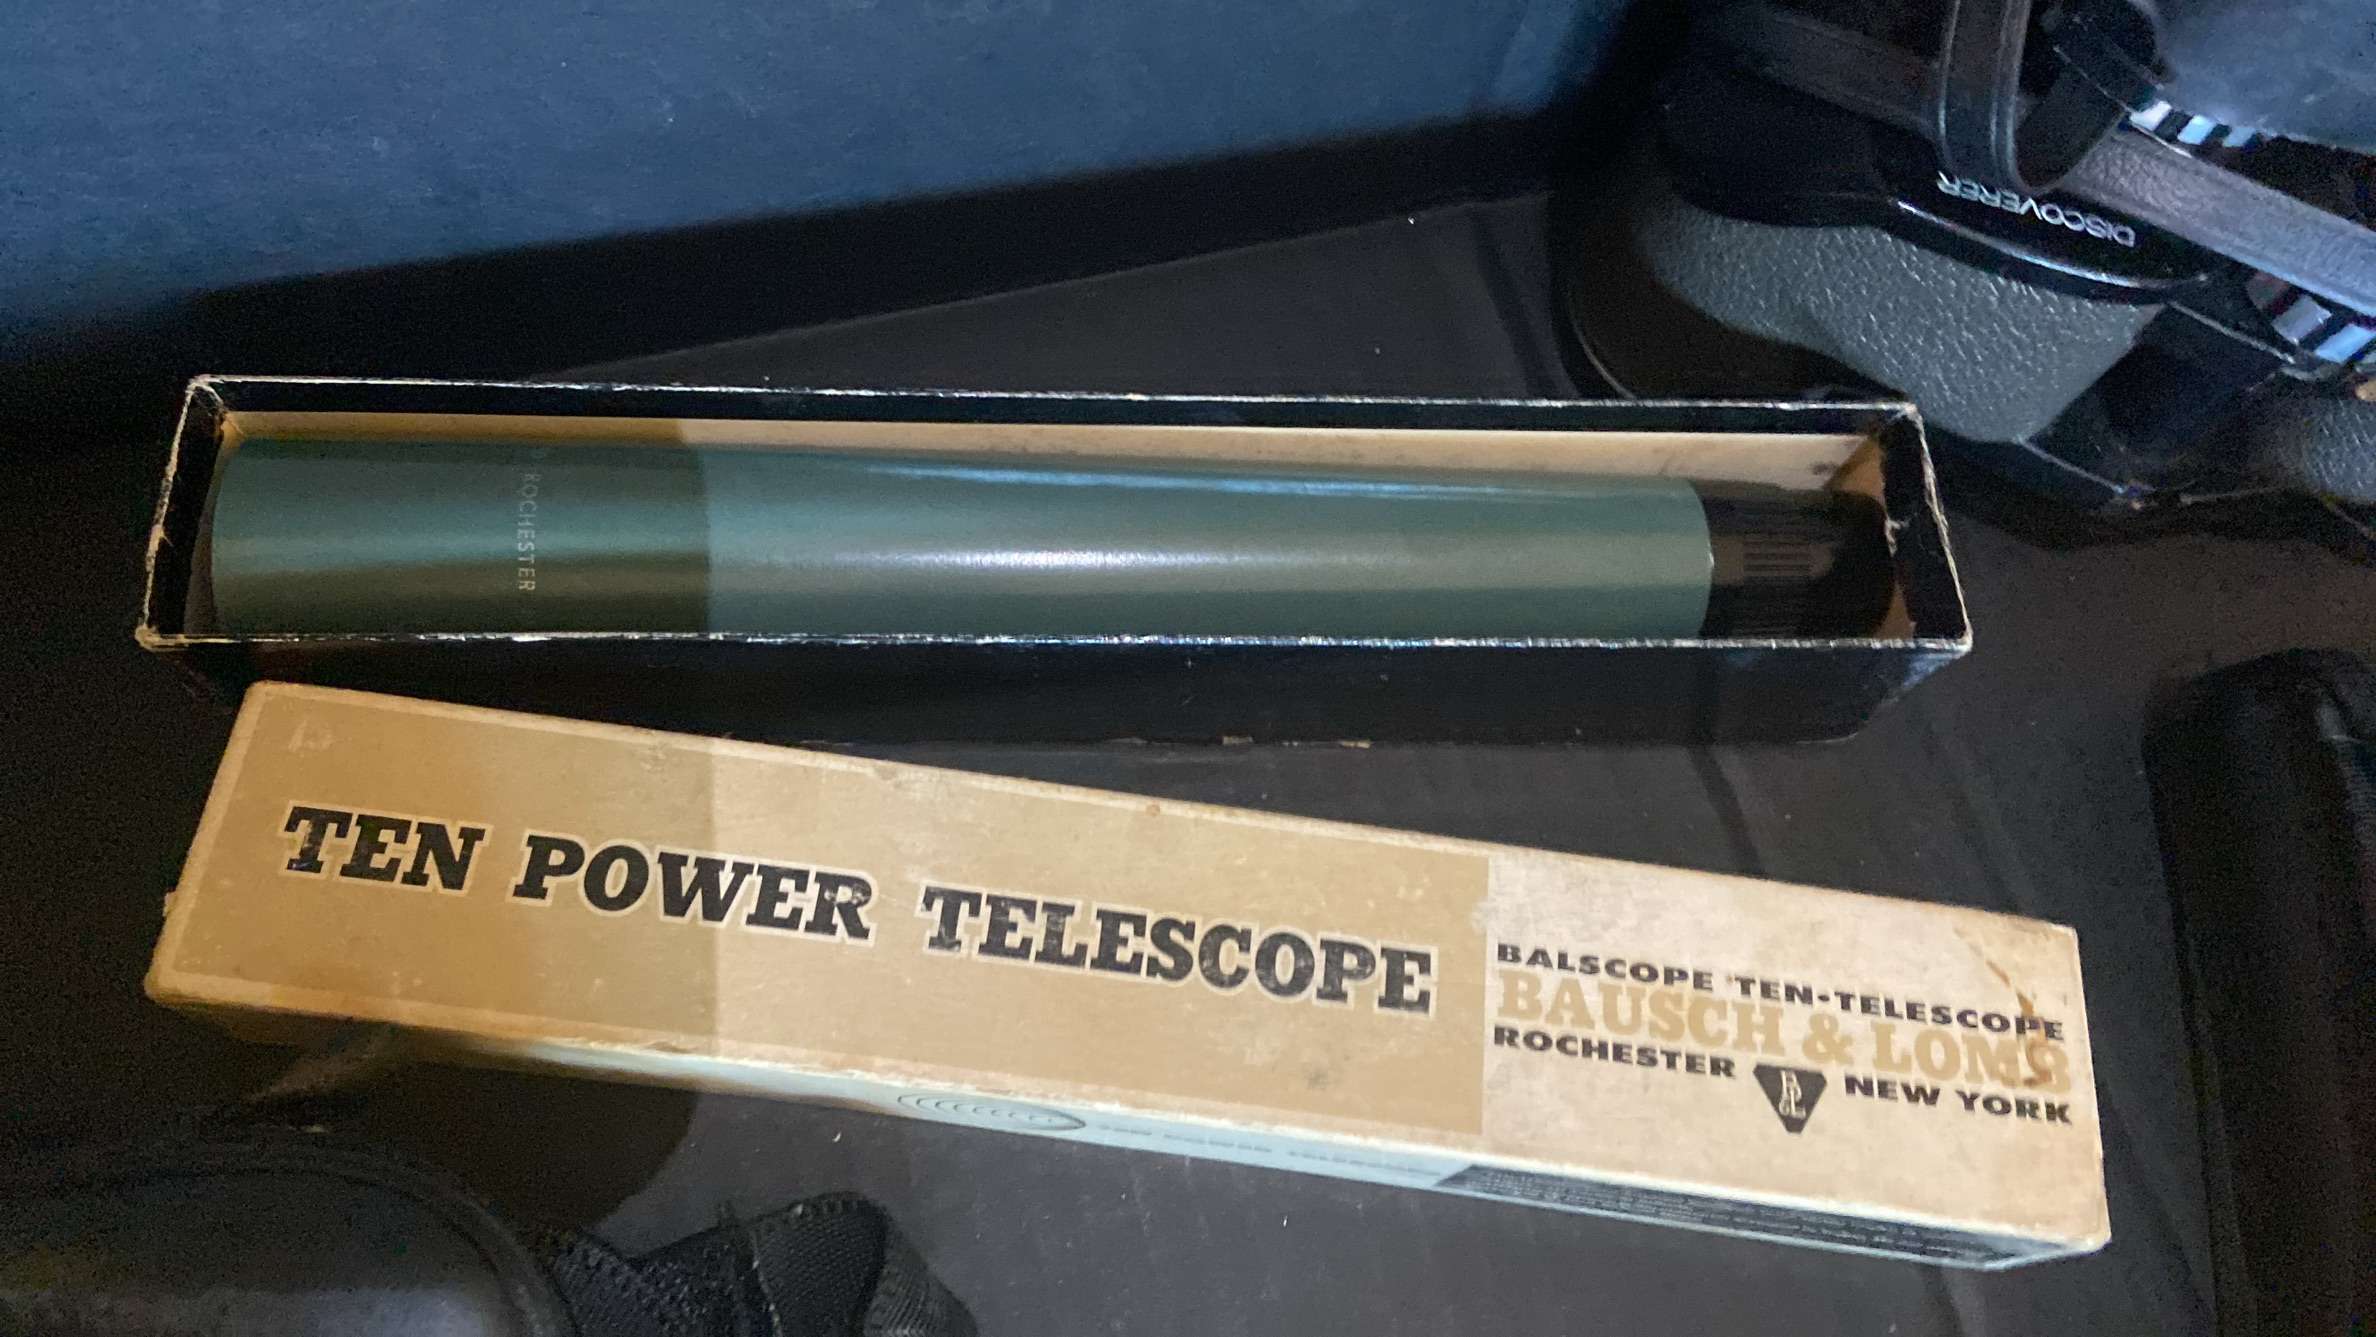 DISCOVERER
ROCHESTER
TEN POWER TELESCOPE
BALSCOPE TEN-TELESCOPE
BAUSCH & LOMB
ROCHESTER NEW YORK